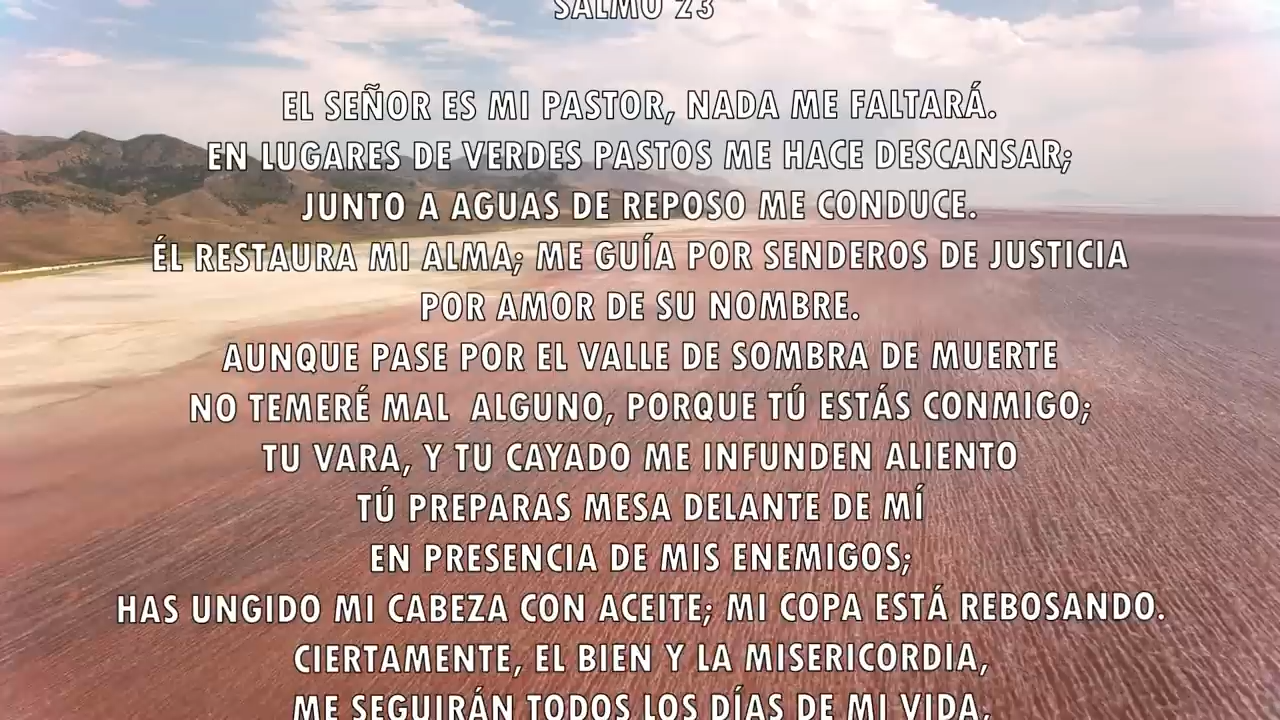 SALMO 23
EL SEÑOR ES MI PASTOR, NADA ME FALTARÁ.
EN LUGARES DE VERDES PASTOS ME HACE DESCANSAR;
JUNTO A AGUAS DE REPOSO ME CONDUCE.
ÉL RESTAURA MI ALMA; ME GUÍA POR SENDEROS DE JUSTICIA
POR AMOR DE SU NOMBRE.
AUNQUE PASE POR EL VALLE DE SOMBRA DE MUERTE
NO TEMERÉ MAL  ALGUNO, PORQUE TÚ ESTÁS CONMIGO;
TU VARA, Y TU CAYADO ME INFUNDEN ALIENTO
TÚ PREPARAS MESA DELANTE DE MÍ
EN PRESENCIA DE MIS ENEMIGOS;
HAS UNGIDO MI CABEZA CON ACEITE; MI COPA ESTÁ REBOSANDO.
CIERTAMENTE, EL BIEN Y LA MISERICORDIA,
ME SEGUIRÁN TODOS LOS DÍAS DE MI VIDA,